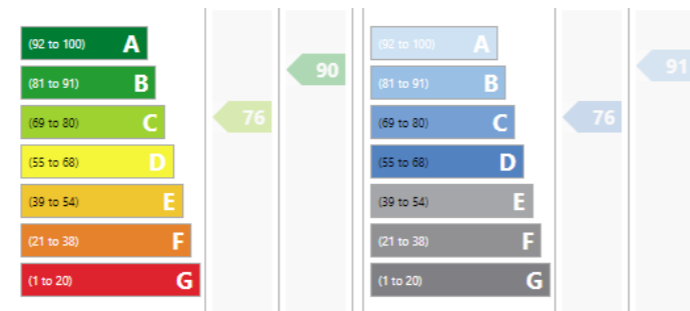 (92 to 100) A
(81 to 91) B
(69 to 80) C
(55 to 68) D
(39 to 54) E
(21 to 38) F
(1 to 20) G
76
90
(92 to 100) A
(81 to 91) B
(69 to 80) C
(55 to 68) D
(39 to 54) E
(21 to 38) F
(1 to 20) G
76
91